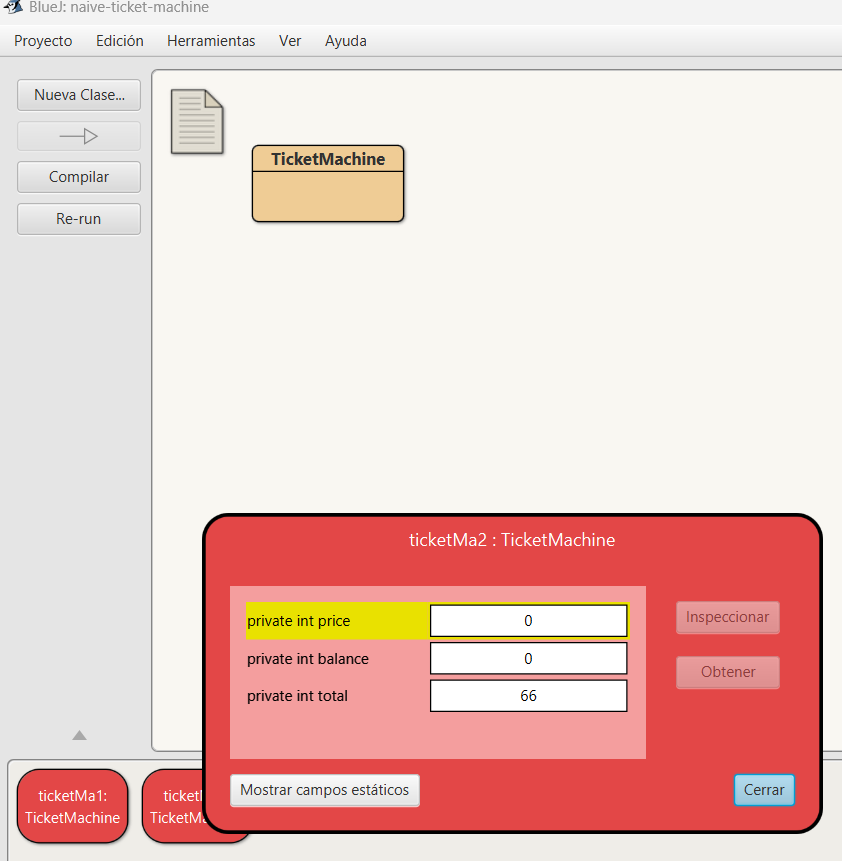 BlueJ: naive-ticket-machine
Proyecto Edición Herramientas Ver Ayuda
Nueva Clase...
Compilar
Re-run
TicketMachine
ticketMa2 : TicketMachine
private int price 0
private int balance 0
private int total 66
Inspeccionar
Obtener
Mostrar campos estáticos
Cerrar
ticketMa1:
TicketMachine